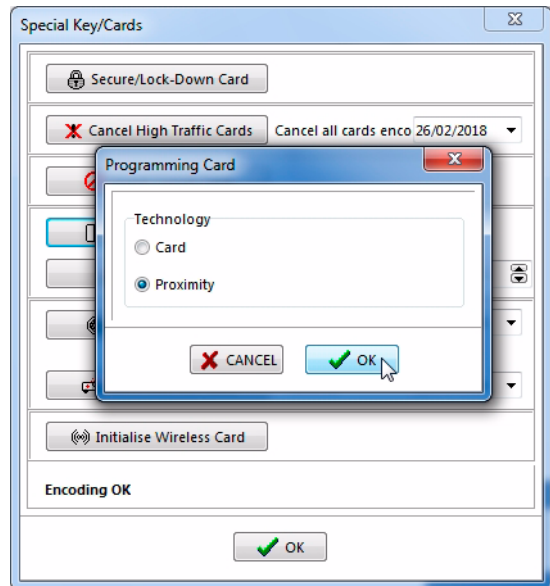 Special Key/Cards
Secure/Lock-Down Card
Cancel High Traffic Cards Cancel all cards enco 26/02/2018
Programming Card
Technology
Card
Proximity
CANCEL OK
Initialise Wireless Card
Encoding OK
OK